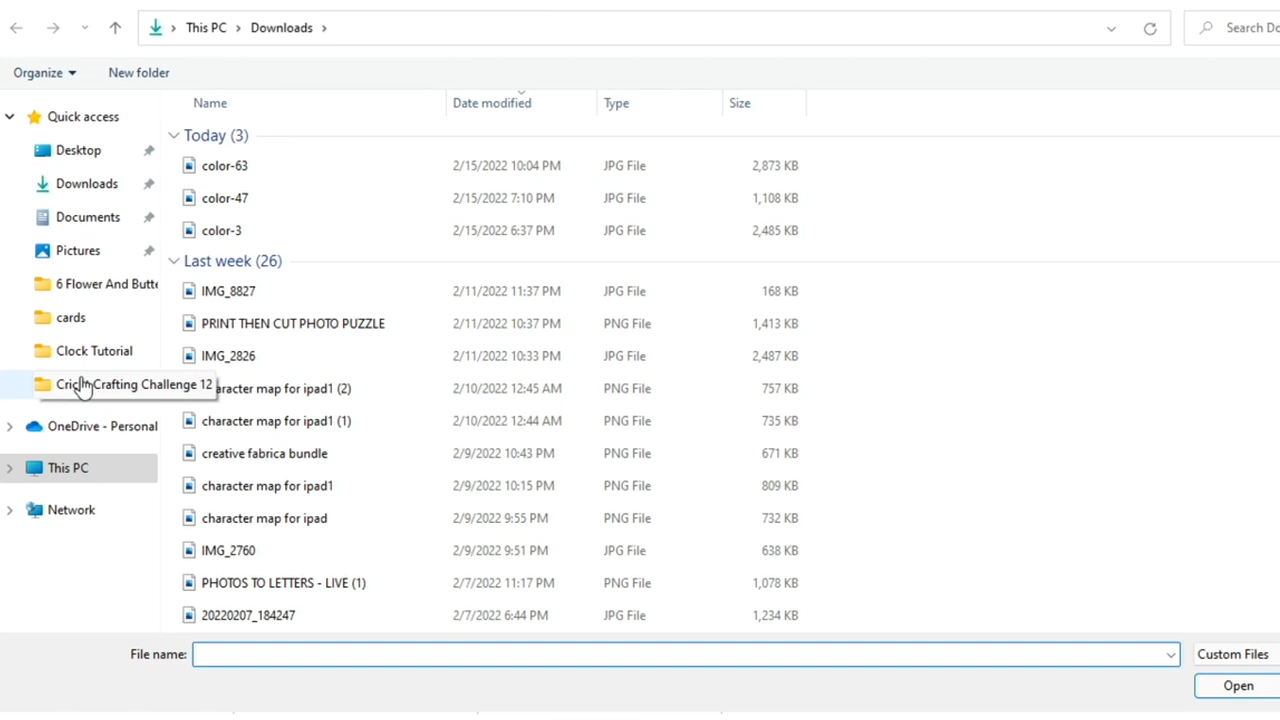 This PC > Downloads >
Search Do
Organize
New folder
Quick access
Desktop
Downloads
Documents
Pictures
6 Flower And Butte
cards
Clock Tutorial
Cricut Crafting Challenge 12
OneDrive - Personal
This PC
Network
Name Date modified Type Size
Today (3)
color-63 2/15/2022 10:04 PM JPG File 2,873 KB
color-47 2/15/2022 7:10 PM JPG File 1,108 KB
color-3 2/15/2022 6:37 PM JPG File 2,485 KB
Last week (26)
IMG_8827 2/11/2022 11:37 PM JPG File 168 KB
PRINT THEN CUT PHOTO PUZZLE 2/11/2022 10:37 PM PNG File 1,413 KB
IMG_2826 2/11/2022 10:33 PM JPG File 2,487 KB
aracter map for ipad1 (2) 2/10/2022 12:45 AM PNG File 757 KB
character map for ipad1 (1) 2/10/2022 12:44 AM PNG File 735 KB
creative fabrica bundle 2/9/2022 10:43 PM PNG File 671 KB
character map for ipad1 2/9/2022 10:15 PM PNG File 809 KB
character map for ipad 2/9/2022 9:55 PM PNG File 732 KB
IMG_2760 2/9/2022 9:51 PM JPG File 638 KB
PHOTOS TO LETTERS - LIVE (1) 2/7/2022 11:17 PM PNG File 1,078 KB
20220207_184247 2/7/2022 6:44 PM JPG File 1,234 KB
File name:
Custom Files
Open